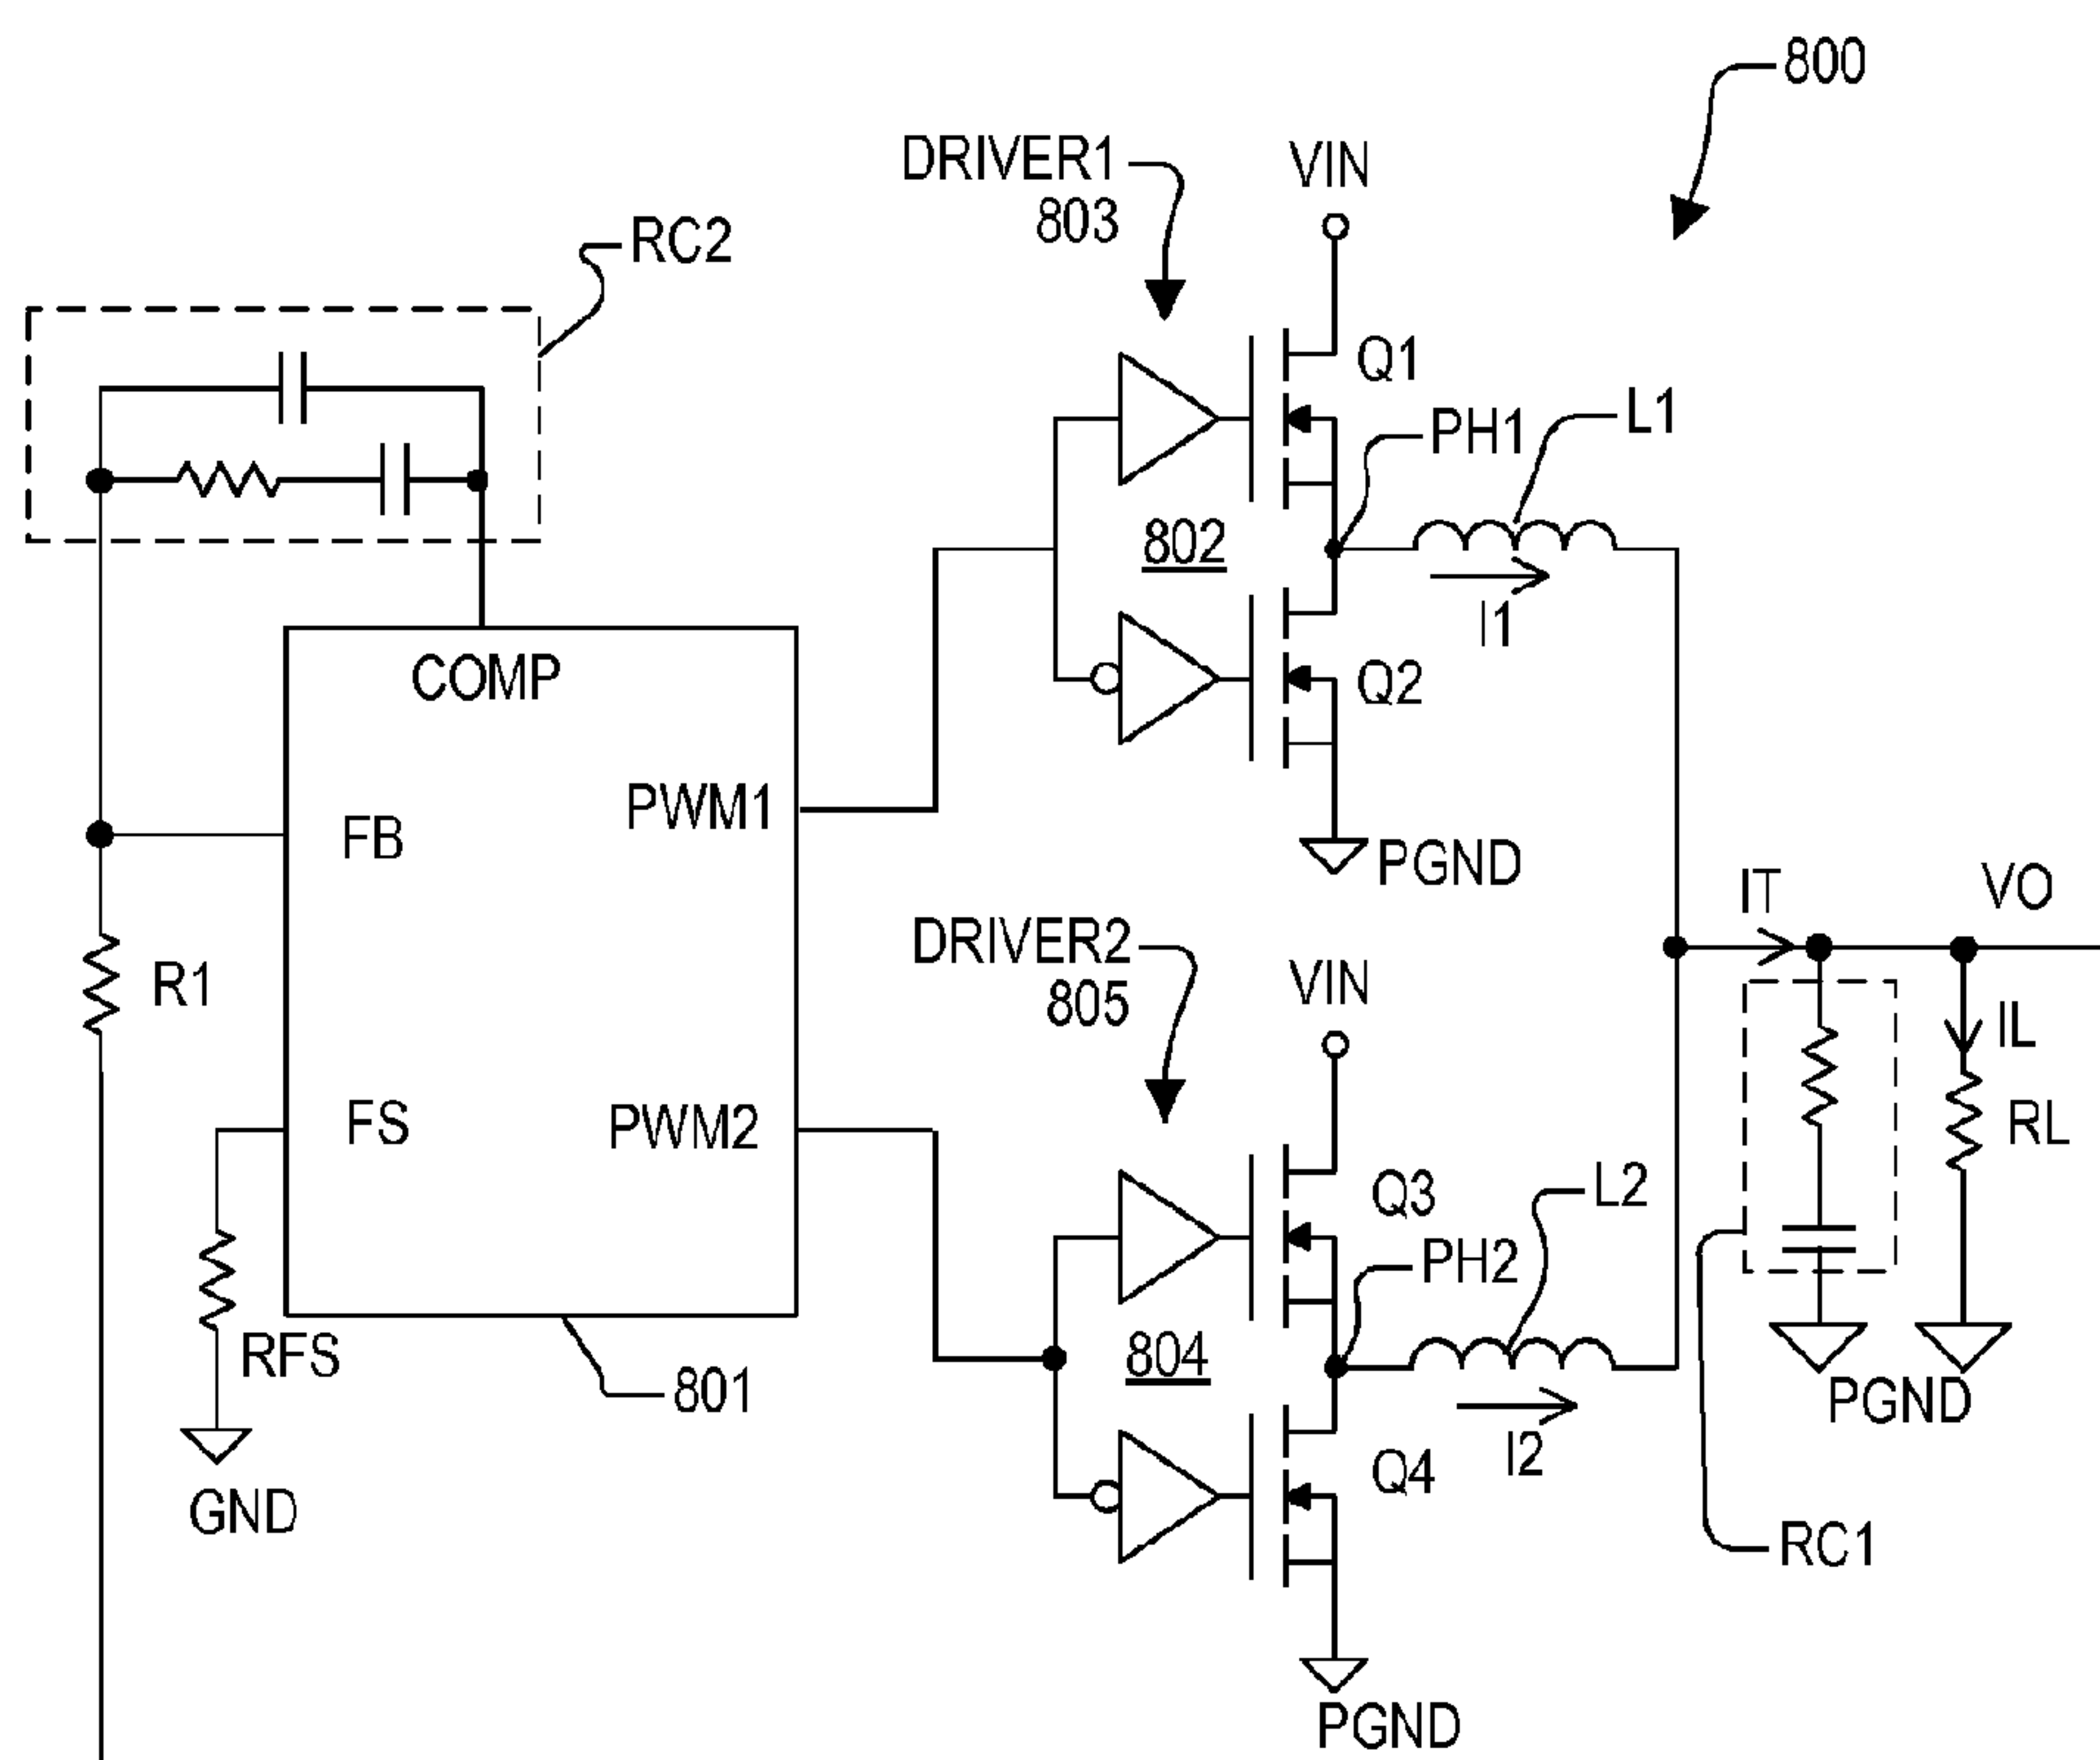 800
DRIVER1
803
VIN
RC2
Q1
L1
PH1
802
I1
COMP
Q2
PWM1
FB
PGND
IT
VO
DRIVER2
805
VIN
R1
IL
FS
PWM2
RL
Q3
L2
PH2
RFS
804
801
PGND
I2
Q4
GND
RC1
PGND